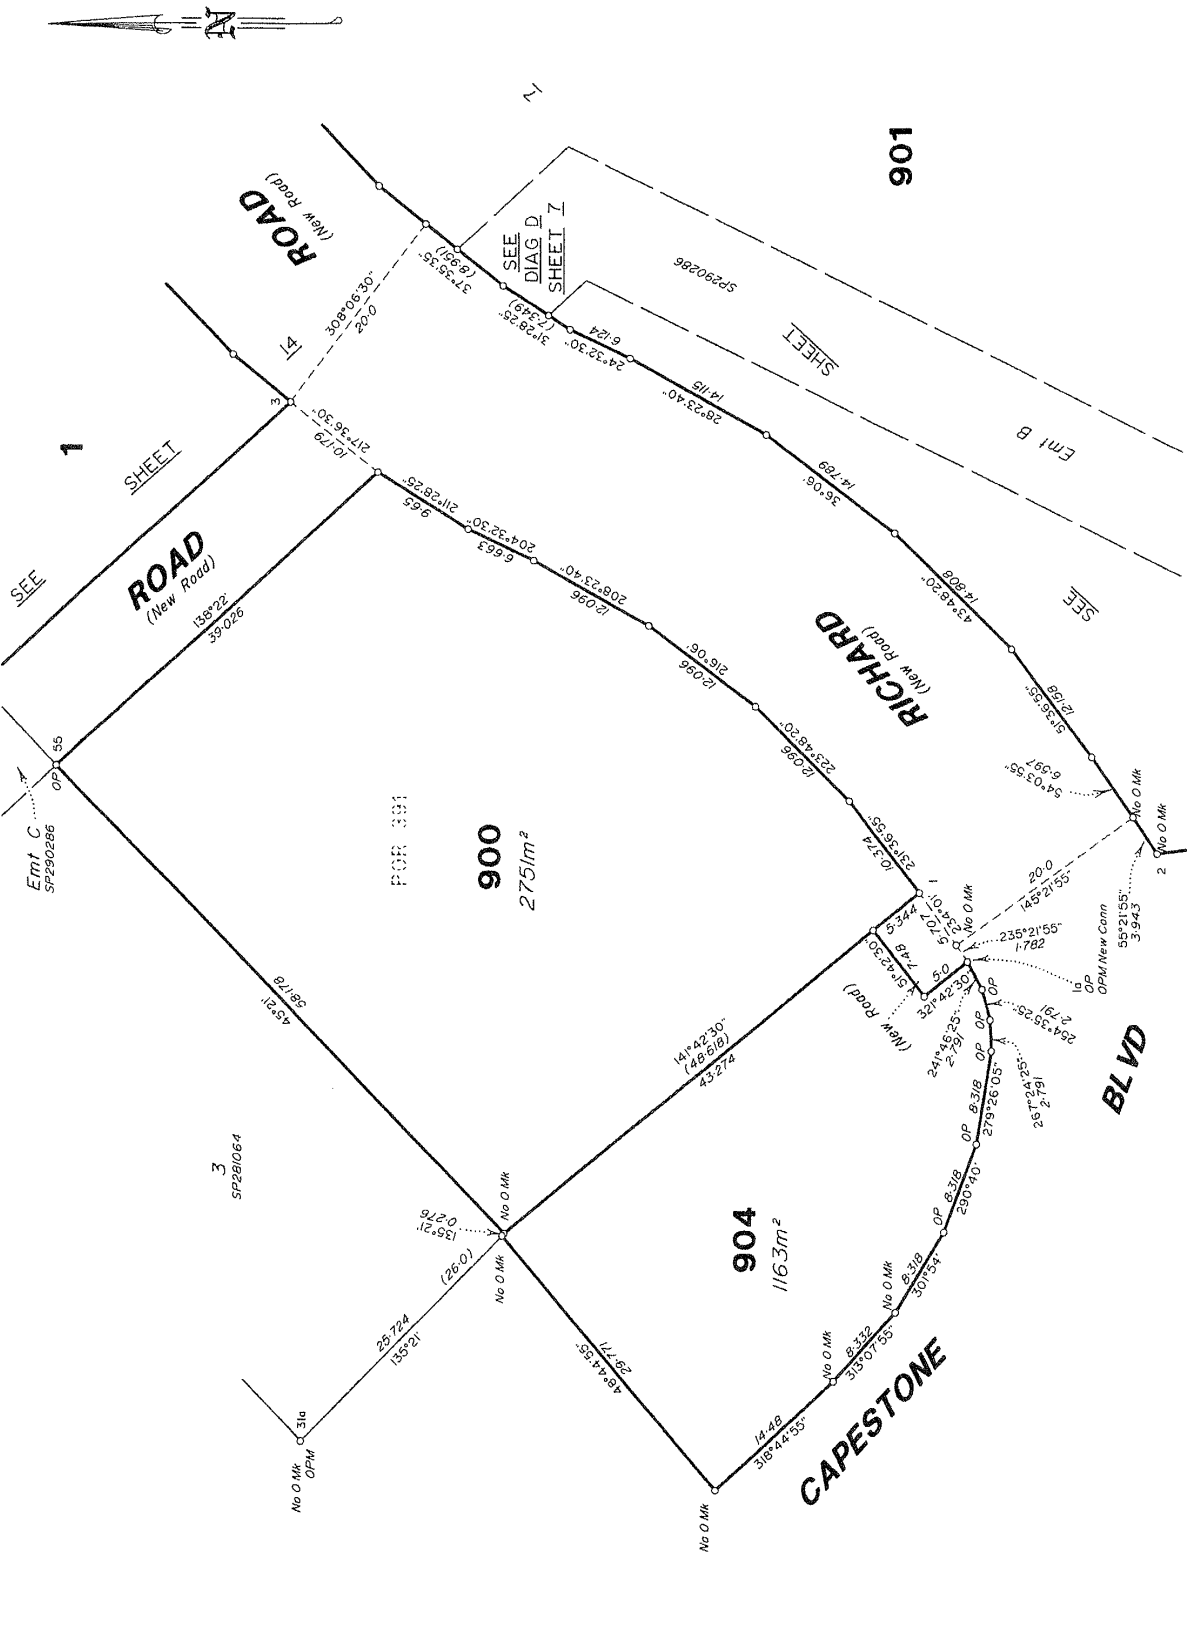 N
7
901
ROAD
(New Road)
37°35'35"
(8·951)
SEE
DIAG D
SHEET 7
31°28'25"
(7·349)
308°06'30"
20·0
14
3
217°36'30"
10·179
1
SEE
SHEET
ROAD
(New Road)
138°22'
39·026
24°32'30"
6·124
28°23'40"
14·115
36°06'
14·789
43°48'20"
14·808
51°36'55"
12·158
54°03'55"
6·597
SP290286
SHEET
Emt B
SEE
211°28'25"
9·65
204°32'30"
6·663
208°23'40"
12·096
216°06'
12·096
223°48'20"
12·096
231°36'55"
10·374
RICHARD
(New Road)
55
OP
Emt C
SP290286
POR 391
900
2751m²
45°21'
58·178
1
5·344
5·707
234°01'
2
No O Mk
20·0
145°21'55"
No O Mk
No O Mk
2
55°21'55"
3·943
235°21'55"
1·782
1a
OP
OPM New Conn
51°42'30"
7·48
5·0
321°42'30"
(New Road)
OP
241°46'25"
2·791
OP
254°35'25"
2·791
OP
267°24'25"
2·791
BLVD
8·318
279°26'05"
OP
8·318
290°40'
OP
8·318
301°54'
No O Mk
8·332
313°07'55"
No O Mk
14·48
318°44'55"
No O Mk
CAPESTONE
141°42'30"
(48·618)
43·274
904
1163m²
3
SP281064
135°21'
0·276
No O Mk
No O Mk
(26·0)
25·724
135°21'
48°44'55"
29·771
31a
No O Mk
OPM